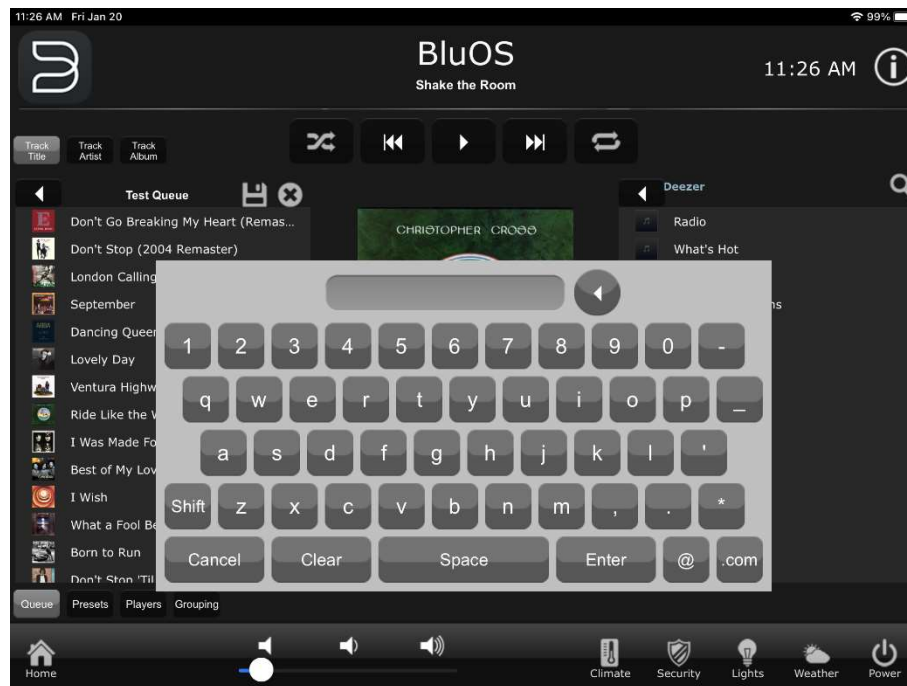 11:26 AM Fri Jan 20
99%
BluOS
Shake the Room
11:26 AM
Track Title
Track Artist
Track Album
Test Queue
Deezer
Don't Go Breaking My Heart (Remas...
Don't Stop (2004 Remaster)
London Calling
September
Dancing Queen
Lovely Day
Ventura Highw
Ride Like the W
I Was Made Fo
Best of My Lov
I Wish
What a Fool Be
Born to Run
Don't Stop 'Til
CHRISTOPHER CROSS
Radio
What's Hot
ns
1 2 3 4 5 6 7 8 9 0 -
q w e r t y u i o p _
a s d f g h j k l '
Shift z x c v b n m , . *
Cancel Clear Space Enter @ .com
Queue Presets Players Grouping
Home
Climate Security Lights Weather Power